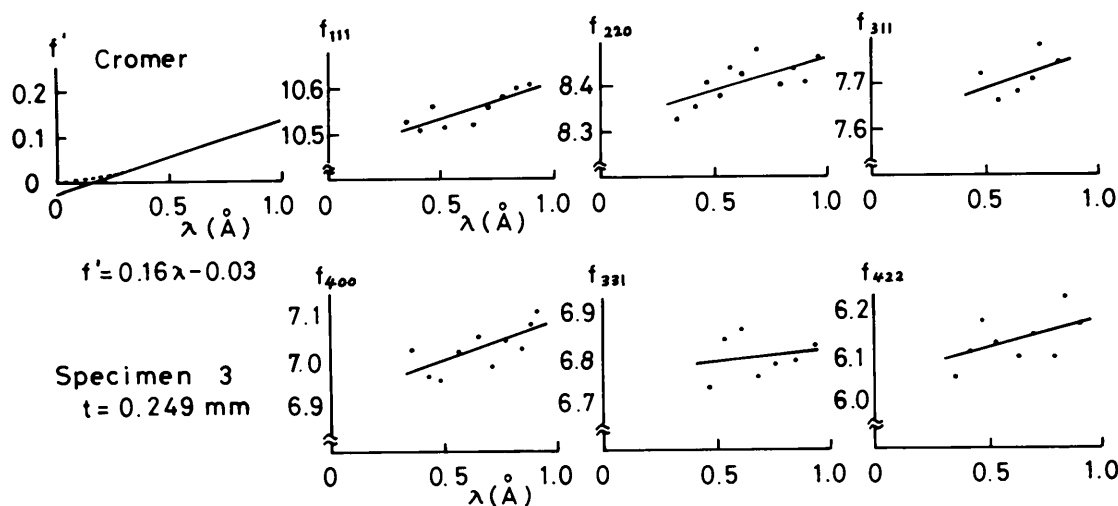 f'
Cromer
0.2
0.1
0
0
0.5
1.0
λ(Å)
f'=0.16λ-0.03
Specimen 3
t=0.249 mm
f111
10.6
10.5
0
0.5
1.0
λ(Å)
f220
8.4
8.3
0
0.5
1.0
f311
7.7
7.6
0
0.5
1.0
f400
7.1
7.0
6.9
0
0.5
1.0
λ(Å)
f331
6.9
6.8
6.7
0
0.5
1.0
f422
6.2
6.1
6.0
0
0.5
1.0